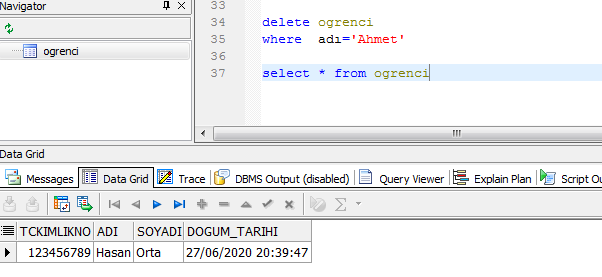 Navigator
ogrenci
33
34 delete ogrenci
35 where adı='Ahmet'
36
37 select * from ogrenci
Data Grid
Messages Data Grid Trace DBMS Output (disabled) Query Viewer Explain Plan Script Ou
TCKIMLIKNO ADI SOYADI DOGUM_TARIHI
123456789 Hasan Orta 27/06/2020 20:39:47